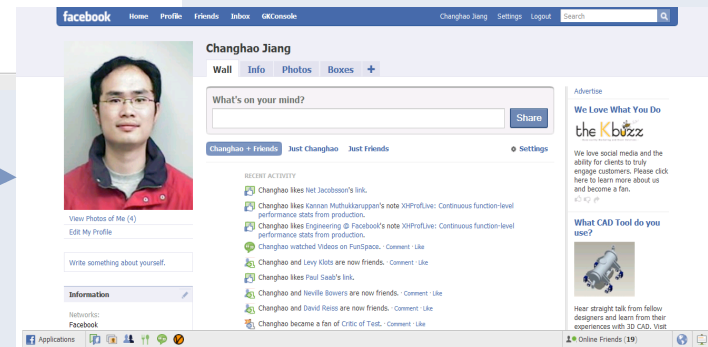 facebook Home Profile Friends Inbox GKConsole Changhao Jiang Settings Logout Search
Changhao Jiang
Wall Info Photos Boxes +
What's on your mind?
Share
Changhao + Friends Just Changhao Just Friends Settings
RECENT ACTIVITY
Changhao likes Net Jacobsson's link.
Changhao likes Kannan Muthukkaruppan's note XHProfLive: Continuous function-level
performance stats from production.
Changhao likes Engineering @ Facebook's note XHProfLive: Continuous function-level
performance stats from production.
Changhao watched Videos on FunSpace. · Comment · Like
Changhao and Levy Klots are now friends. · Comment · Like
Changhao likes Paul Saab's link.
Changhao and Neville Bowers are now friends. · Comment · Like
Changhao and David Reiss are now friends. · Comment · Like
Changhao became a fan of Critic of Test. · Comment · Like
View Photos of Me (4)
Edit My Profile
Write something about yourself.
Information
Networks:
Facebook
Advertise
We Love What You Do
the Kbuzz
We love social media and the
ability for clients to truly
engage customers. Please click
here to learn more about us
and become a fan.
What CAD Tool do you
use?
Hear straight talk from fellow
designers and learn from their
experiences with 3D CAD. Visit
Applications
Online Friends (19)